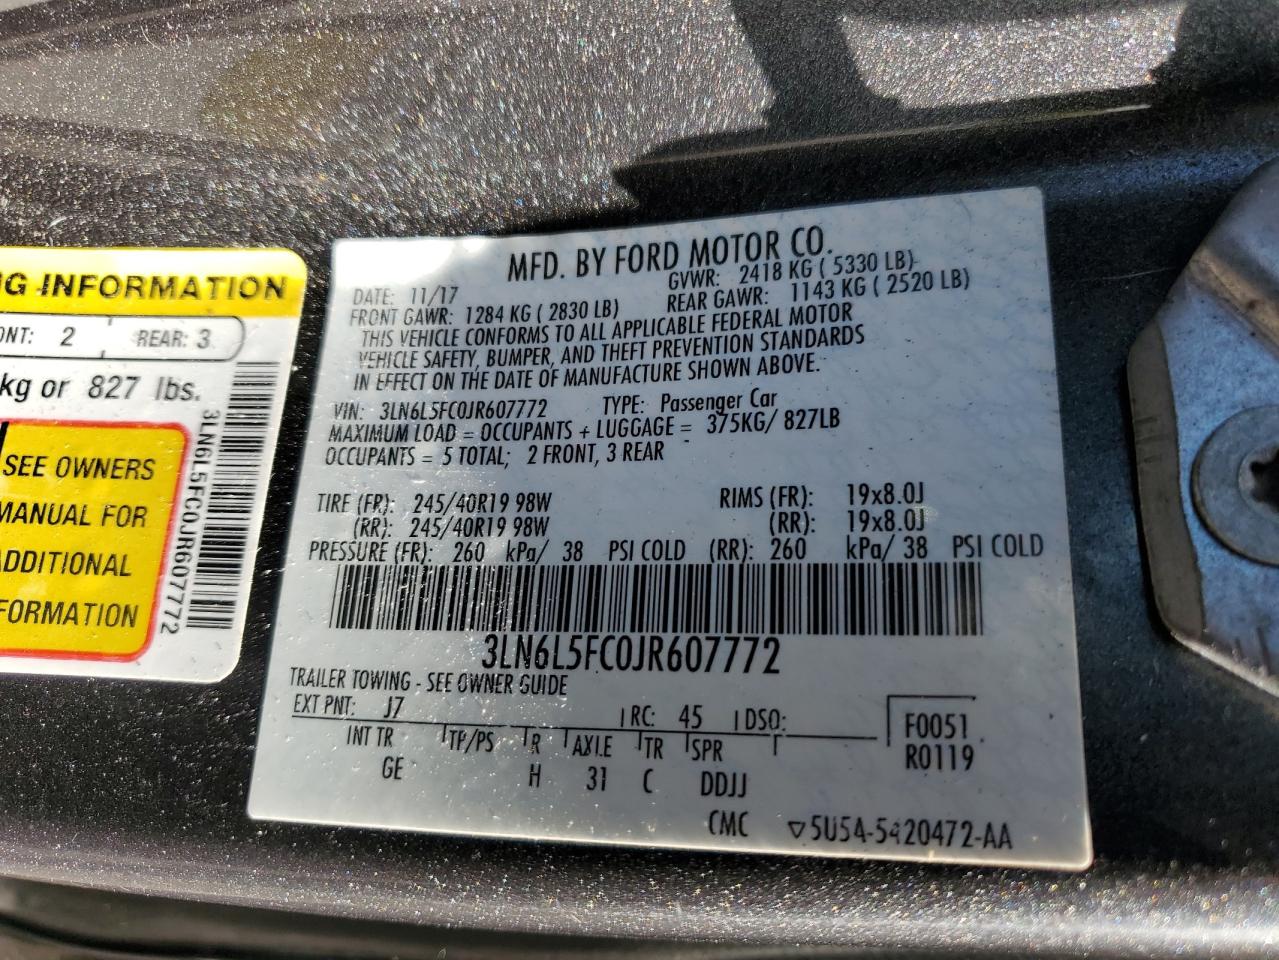 NG INFORMATION
ONT: 2 REAR: 3
kg or 827 lbs.
SEE OWNERS
MANUAL FOR
ADDITIONAL
FORMATION
3LN6L5FC0JR607772
MFD. BY FORD MOTOR CO.
DATE: 11/17 GVWR: 2418 KG ( 5330 LB)
FRONT GAWR: 1284 KG ( 2830 LB) REAR GAWR: 1143 KG ( 2520 LB)
THIS VEHICLE CONFORMS TO ALL APPLICABLE FEDERAL MOTOR
VEHICLE SAFETY, BUMPER, AND THEFT PREVENTION STANDARDS
IN EFFECT ON THE DATE OF MANUFACTURE SHOWN ABOVE.
VIN: 3LN6L5FC0JR607772 TYPE: Passenger Car
MAXIMUM LOAD = OCCUPANTS + LUGGAGE = 375KG/ 827LB
OCCUPANTS = 5 TOTAL; 2 FRONT, 3 REAR
TIRE (FR): 245/40R19 98W RIMS (FR): 19x8.0J
(RR): 245/40R19 98W (RR): 19x8.0J
PRESSURE (FR): 260 kPa/ 38 PSI COLD (RR): 260 kPa/ 38 PSI COLD
3LN6L5FC0JR607772
TRAILER TOWING - SEE OWNER GUIDE
EXT PNT: J7 RC: 45 DSO: F0051
INT TR TP/PS R AXLE TR SPR R0119
GE H 31 C DDJJ
CMC ▽5U54-5420472-AA